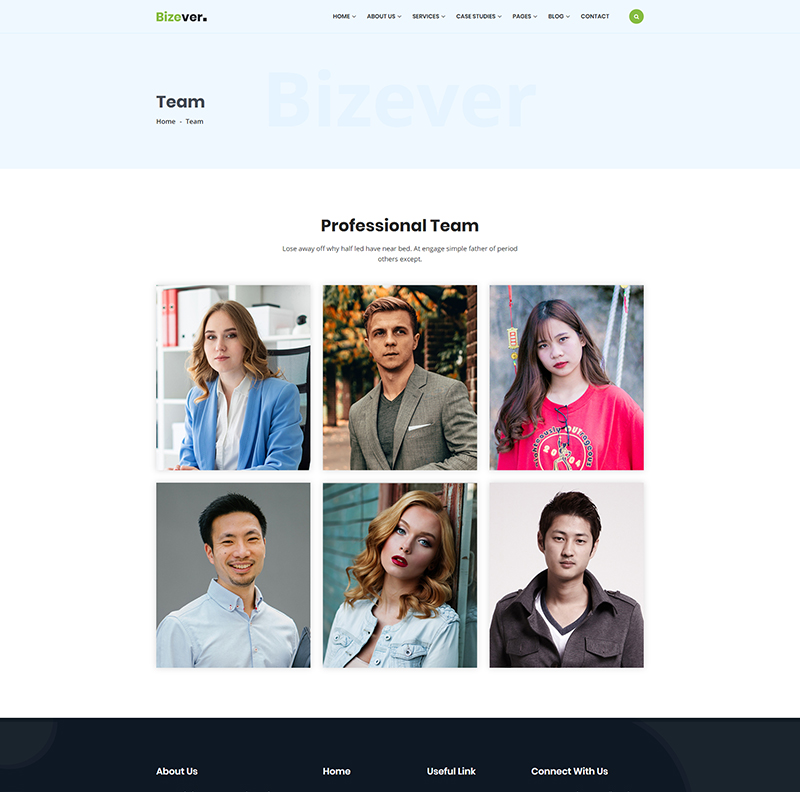 Bizever.
HOME ABOUT US SERVICES CASE STUDIES PAGES BLOG CONTACT
Bizever
Team
Home - Team
Professional Team
Lose away off why half led have near bed. At engage simple father of period
others except.
About Us Home Useful Link Connect With Us